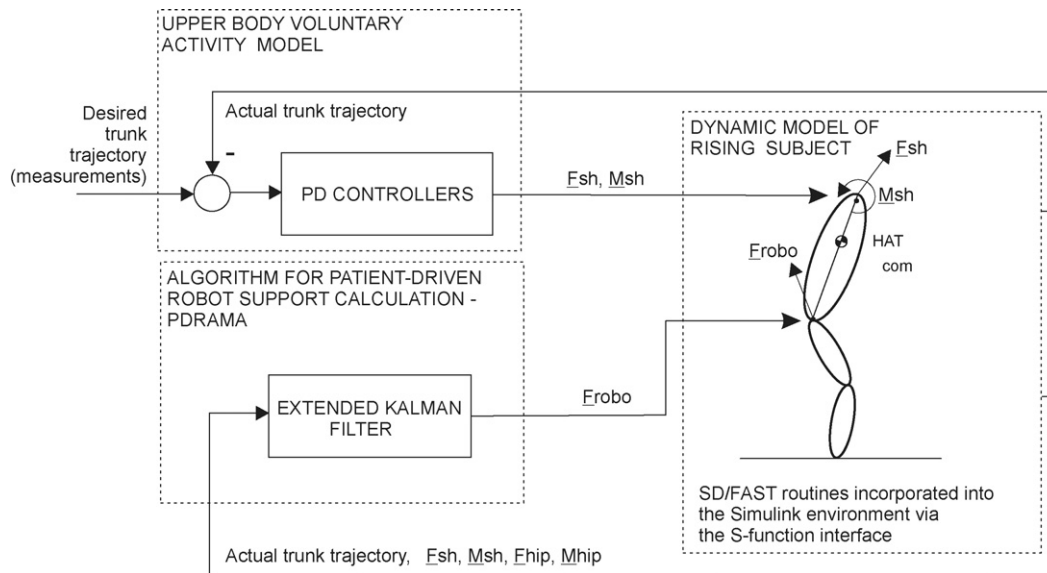 UPPER BODY VOLUNTARY
ACTIVITY MODEL
Desired
trunk
trajectory
(measurements)
Actual trunk trajectory
-
PD CONTROLLERS
Fsh, Msh
ALGORITHM FOR PATIENT-DRIVEN
ROBOT SUPPORT CALCULATION -
PDRAMA
EXTENDED KALMAN
FILTER
Frobo
Actual trunk trajectory, Fsh, Msh, Fhip, Mhip
DYNAMIC MODEL OF
RISING SUBJECT
Fsh
Msh
HAT
com
Frobo
SD/FAST routines incorporated into
the Simulink environment via
the S-function interface